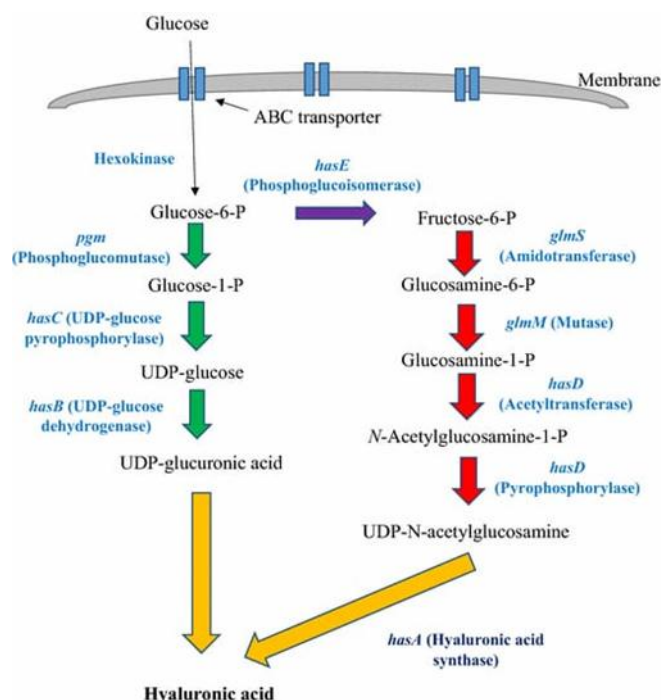 Glucose
Membrane
ABC transporter
Hexokinase
hasE
(Phosphoglucoisomerase)
Glucose-6-P
Fructose-6-P
pgm
(Phosphoglucomutase)
glmS
(Amidotransferase)
Glucose-1-P
Glucosamine-6-P
hasC (UDP-glucose
pyrophosphorylase)
glmM (Mutase)
Glucosamine-1-P
UDP-glucose
hasD
(Acetyltransferase)
hasB (UDP-glucose
dehydrogenase)
N-Acetylglucosamine-1-P
UDP-glucuronic acid
hasD
(Pyrophosphorylase)
UDP-N-acetylglucosamine
hasA (Hyaluronic acid
synthase)
Hyaluronic acid